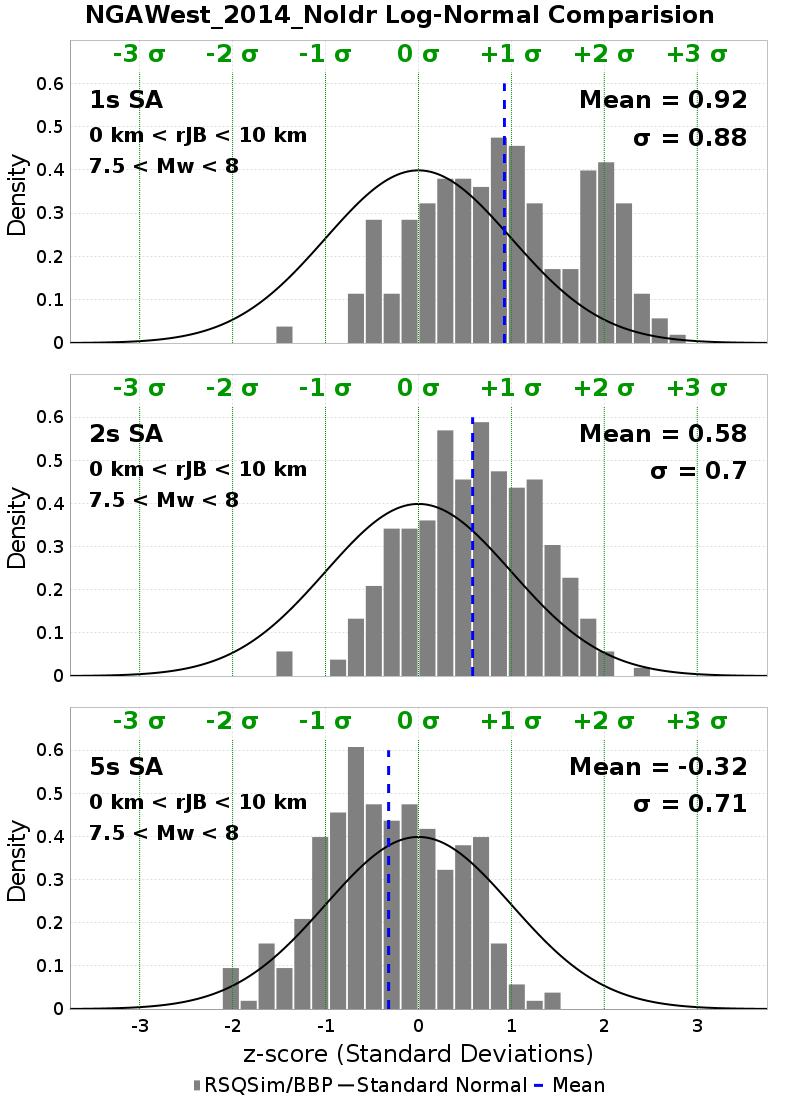 NGAWest_2014_NoIdr Log-Normal Comparision
-3 σ -2 σ -1 σ 0 σ +1 σ +2 σ +3 σ
0.6
1s SA Mean = 0.92
0.5
0 km < rJB < 10 km σ = 0.88
7.5 < Mw < 8
0.4
Density
0.3
0.2
0.1
0
-3 σ -2 σ -1 σ 0 σ +1 σ +2 σ +3 σ
0.6
2s SA Mean = 0.58
0.5
0 km < rJB < 10 km σ = 0.7
7.5 < Mw < 8
0.4
Density
0.3
0.2
0.1
0
-3 σ -2 σ -1 σ 0 σ +1 σ +2 σ +3 σ
0.6
5s SA Mean = -0.32
0.5
0 km < rJB < 10 km σ = 0.71
7.5 < Mw < 8
0.4
Density
0.3
0.2
0.1
0
-3 -2 -1 0 1 2 3
z-score (Standard Deviations)
RSQSim/BBP Standard Normal Mean